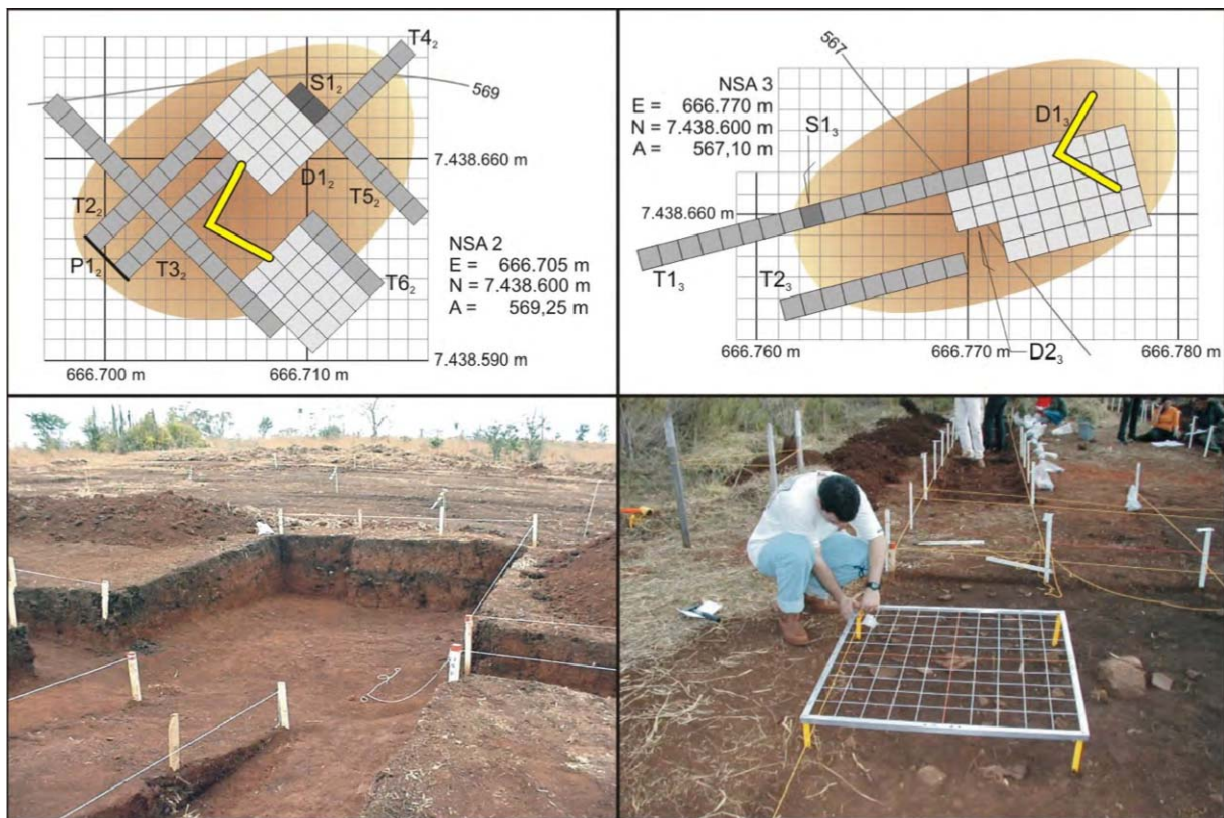 T4₂
S1₂
569
7.438.660 m
D1₂
T5₂
T2₂
P1₂
T3₂
T6₂
NSA 2
E = 666.705 m
N = 7.438.600 m
A = 569,25 m
7.438.590 m
666.700 m
666.710 m
567
NSA 3
E = 666.770 m
N = 7.438.600 m
A = 567,10 m
S1₃
D1₃
7.438.660 m
T1₃
T2₃
666.760 m
666.770 m
666.780 m
D2₃